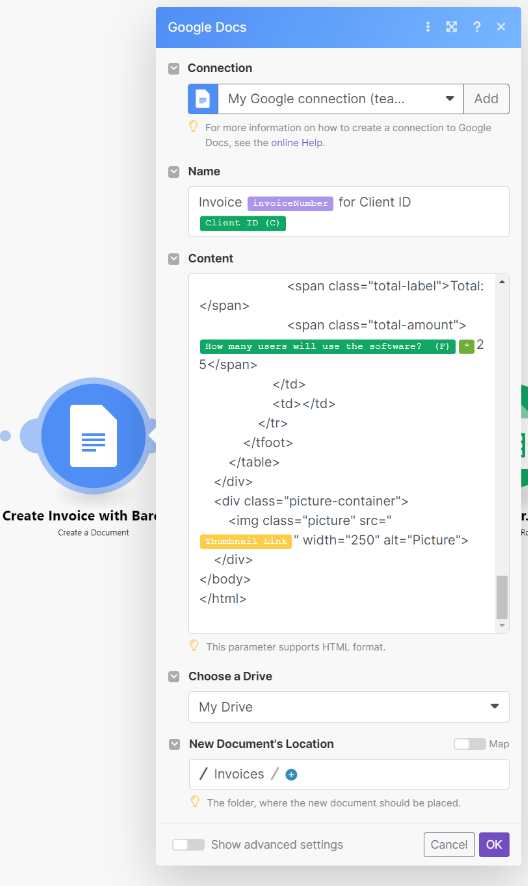 Google Docs
Connection
My Google connection (tea...
Add
For more information on how to create a connection to Google
Docs, see the online Help.
Name
Invoice invoiceNumber for Client ID
Client ID (C)
Content
<span class="total-label">Total:
</span>
<span class="total-amount">
How many users will use the software? (F) * 2
5</span>
</td>
<td></td>
</tr>
</tfoot>
</table>
</div>
<div class="picture-container">
<img class="picture" src="
Thumbnail Link " width="250" alt="Picture">
</div>
</body>
</html>
This parameter supports HTML format.
Choose a Drive
My Drive
New Document's Location
Map
/ Invoices /
The folder, where the new document should be placed.
Show advanced settings
Cancel
OK
Create Invoice with Barc
Create a Document
r.
Ro